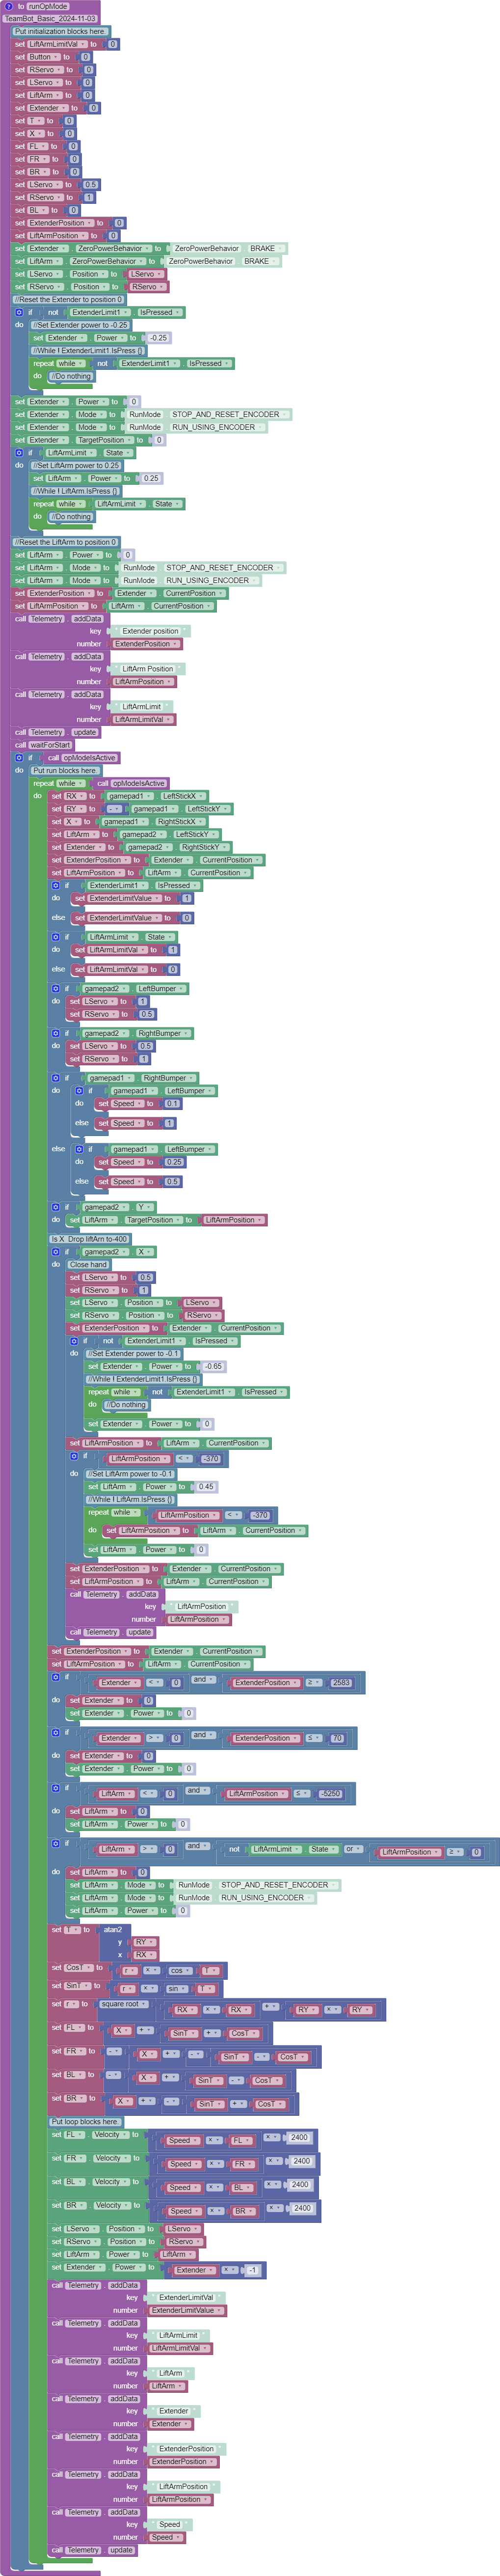 to runOpMode
TeamBot_Basic_2024-11-03
Put initialization blocks here.
set LiftArmLimitVal to 0
set Button to 0
set RServo to 0
set LServo to 0
set LiftArm to 0
set Extender to 0
set T to 0
set X to 0
set FL to 0
set FR to 0
set BR to 0
set LServo to 0.5
set RServo to 1
set BL to 0
set ExtenderPosition to 0
set LiftArmPosition to 0
set Extender . ZeroPowerBehavior to ZeroPowerBehavior BRAKE
set LiftArm . ZeroPowerBehavior to ZeroPowerBehavior BRAKE
set LServo . Position to LServo
set RServo . Position to RServo
//Reset the Extender to position 0
if not ExtenderLimit1 . IsPressed
do //Set Extender power to -0.25
set Extender . Power to -0.25
//While ! ExtenderLimit1.IsPress {}
repeat while not ExtenderLimit1 . IsPressed
do //Do nothing
set Extender . Power to 0
set Extender . Mode to RunMode STOP_AND_RESET_ENCODER
set Extender . Mode to RunMode RUN_USING_ENCODER
set Extender . TargetPosition to 0
if LiftArmLimit . State
do //Set LiftArm power to 0.25
set LiftArm . Power to 0.25
//While ! LiftArm.IsPress {}
repeat while LiftArmLimit . State
do //Do nothing
//Reset the LiftArm to position 0
set LiftArm . Power to 0
set LiftArm . Mode to RunMode STOP_AND_RESET_ENCODER
set LiftArm . Mode to RunMode RUN_USING_ENCODER
set ExtenderPosition to Extender . CurrentPosition
set LiftArmPosition to LiftArm . CurrentPosition
call Telemetry . addData
key " Extender position "
number ExtenderPosition
call Telemetry . addData
key " LiftArm Position "
number LiftArmPosition
call Telemetry . addData
key " LiftArmLimit "
number LiftArmLimitVal
call Telemetry . update
call waitForStart
if call opModeIsActive
do Put run blocks here.
repeat while call opModeIsActive
do set RX to gamepad1 . LeftStickX
set RY to - gamepad1 . LeftStickY
set X to gamepad1 . RightStickX
set LiftArm to gamepad2 . LeftStickY
set Extender to gamepad2 . RightStickY
set ExtenderPosition to Extender . CurrentPosition
set LiftArmPosition to LiftArm . CurrentPosition
if ExtenderLimit1 . IsPressed
do set ExtenderLimitValue to 1
else set ExtenderLimitValue to 0
if LiftArmLimit . State
do set LiftArmLimitVal to 1
else set LiftArmLimitVal to 0
if gamepad2 . LeftBumper
do set LServo to 1
set RServo to 0.5
if gamepad2 . RightBumper
do set LServo to 0.5
set RServo to 1
if gamepad1 . RightBumper
do if gamepad1 . LeftBumper
do set Speed to 0.1
else set Speed to 1
else if gamepad1 . LeftBumper
do set Speed to 0.25
else set Speed to 0.5
if gamepad2 . Y
do set LiftArm . TargetPosition to LiftArmPosition
Is X Drop liftArn to-400
if gamepad2 . X
do Close hand
set LServo to 0.5
set RServo to 1
set LServo . Position to LServo
set RServo . Position to RServo
set ExtenderPosition to Extender . CurrentPosition
if not ExtenderLimit1 . IsPressed
do //Set Extender power to -0.1
set Extender . Power to -0.65
//While ! ExtenderLimit1.IsPress {}
repeat while not ExtenderLimit1 . IsPressed
do //Do nothing
set Extender . Power to 0
set LiftArmPosition to LiftArm . CurrentPosition
if LiftArmPosition < -370
do //Set LiftArm power to -0.1
set LiftArm . Power to 0.45
//While ! LiftArm.IsPress {}
repeat while LiftArmPosition < -370
do set LiftArmPosition to LiftArm . CurrentPosition
set LiftArm . Power to 0
set ExtenderPosition to Extender . CurrentPosition
set LiftArmPosition to LiftArm . CurrentPosition
call Telemetry . addData
key " LiftArmPosition "
number LiftArmPosition
call Telemetry . update
set ExtenderPosition to Extender . CurrentPosition
set LiftArmPosition to LiftArm . CurrentPosition
if Extender < 0 and ExtenderPosition ≥ 2583
do set Extender to 0
set Extender . Power to 0
if Extender > 0 and ExtenderPosition ≤ 70
do set Extender to 0
set Extender . Power to 0
if LiftArm < 0 and LiftArmPosition ≤ -5250
do set LiftArm to 0
set LiftArm . Power to 0
if LiftArm > 0 and not LiftArmLimit . State or LiftArmPosition ≥ 0
do set LiftArm to 0
set LiftArm . Mode to RunMode STOP_AND_RESET_ENCODER
set LiftArm . Mode to RunMode RUN_USING_ENCODER
set LiftArm . Power to 0
set T to atan2
y RY
x RX
set CosT to r × cos T
set SinT to r × sin T
set r to square root RX × RX + RY × RY
set FL to X + SinT + CosT
set FR to - X + - SinT - CosT
set BL to - X + SinT - CosT
set BR to X + - SinT + CosT
Put loop blocks here.
set FL . Velocity to Speed × FL × 2400
set FR . Velocity to Speed × FR × 2400
set BL . Velocity to Speed × BL × 2400
set BR . Velocity to Speed × BR × 2400
set LServo . Position to LServo
set RServo . Position to RServo
set LiftArm . Power to LiftArm
set Extender . Power to Extender × -1
call Telemetry . addData
key " ExtenderLimitVal "
number ExtenderLimitValue
call Telemetry . addData
key " LiftArmLimit "
number LiftArmLimitVal
call Telemetry . addData
key " LiftArm "
number LiftArm
call Telemetry . addData
key " Extender "
number Extender
call Telemetry . addData
key " ExtenderPosition "
number ExtenderPosition
call Telemetry . addData
key " LiftArmPosition "
number LiftArmPosition
call Telemetry . addData
key " Speed "
number Speed
call Telemetry . update